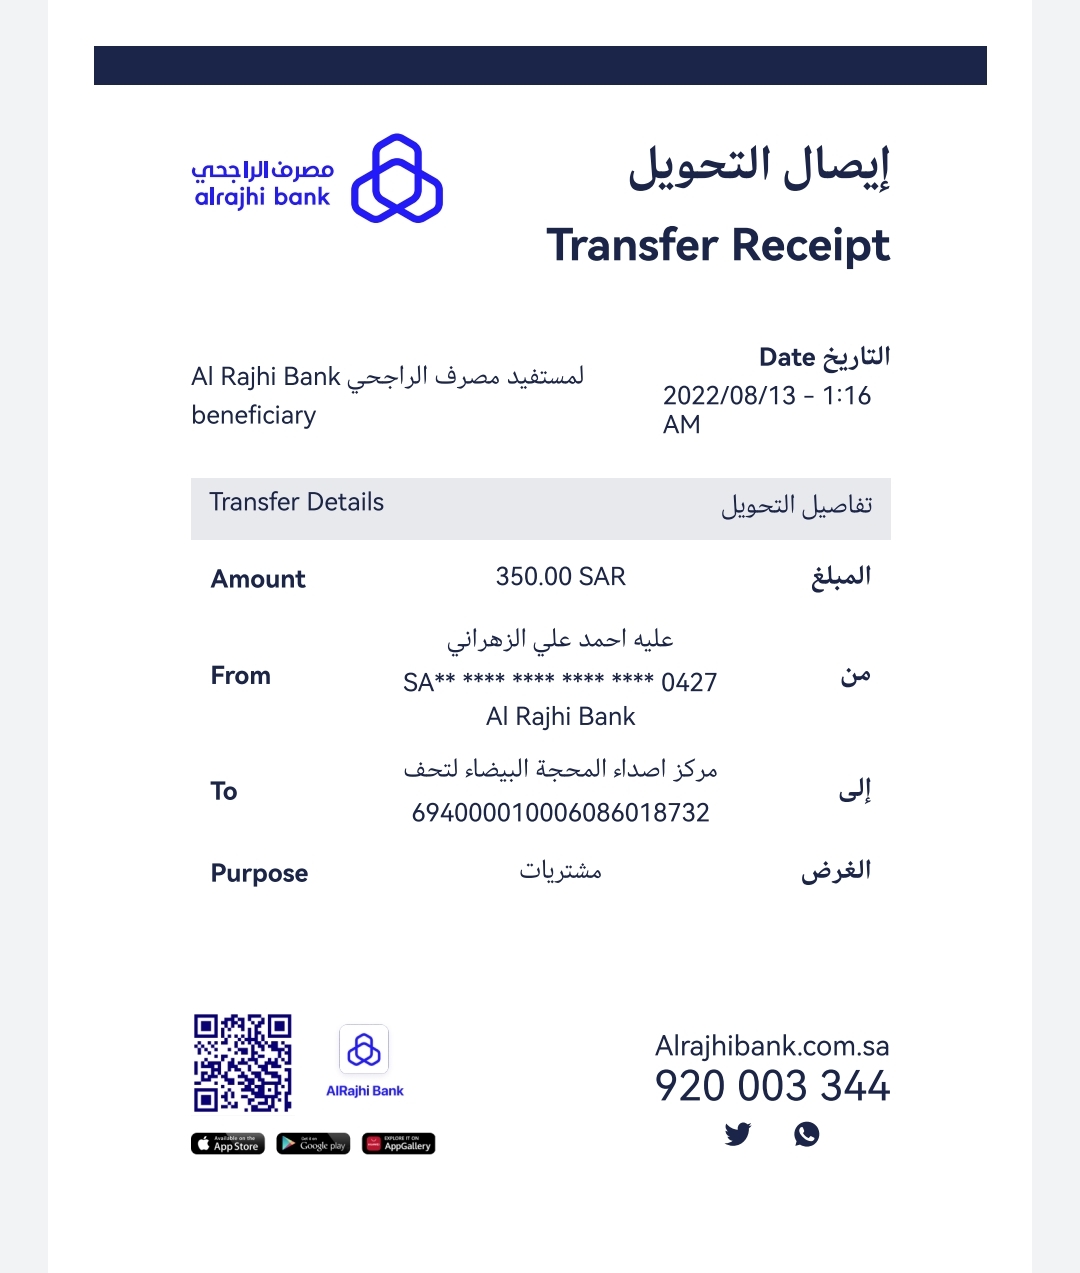 إيصال التحويل
مصرف الراجحي
alrajhi bank
Transfer Receipt
التاريخ Date
2022/08/13 - 1:16
AM
لمستفيد مصرف الراجحي Al Rajhi Bank
beneficiary
Transfer Details تفاصيل التحويل
Amount 350.00 SAR المبلغ
عليه احمد علي الزهراني
From SA** **** **** **** **** 0427 من
Al Rajhi Bank
مركز اصداء المحجة البيضاء لتحف
To 694000010006086018732 إلى
Purpose مشتريات الغرض
Alrajhibank.com.sa
920 003 344
AlRajhi Bank
Available on the App Store
Get it on Google play
EXPLORE IT ON AppGallery